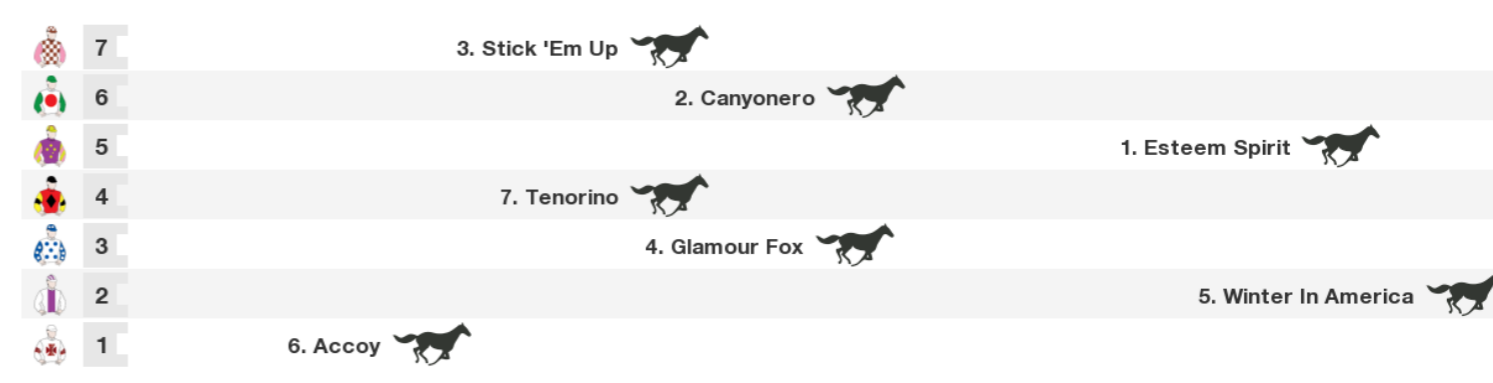 7 3. Stick 'Em Up
6 2. Canyonero
5 1. Esteem Spirit
4 7. Tenorino
3 4. Glamour Fox
2 5. Winter In America
1 6. Accoy